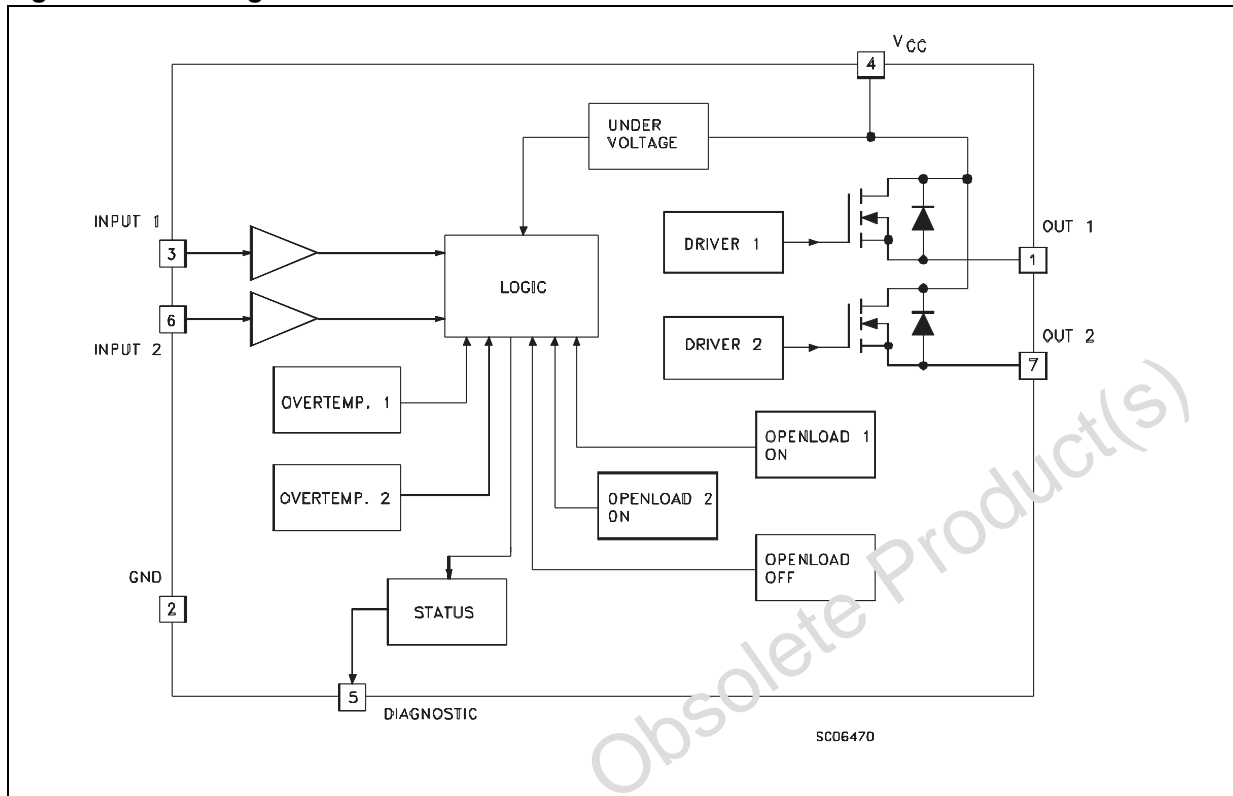 V CC
4
UNDER
VOLTAGE
INPUT 1
3
DRIVER 1
OUT 1
1
LOGIC
6
INPUT 2
DRIVER 2
OUT 2
7
OVERTEMP. 1
OPENLOAD 1
ON
OVERTEMP. 2
OPENLOAD 2
ON
OPENLOAD
OFF
GND
2
STATUS
5
DIAGNOSTIC
SC06470
Obsolete Product(s)